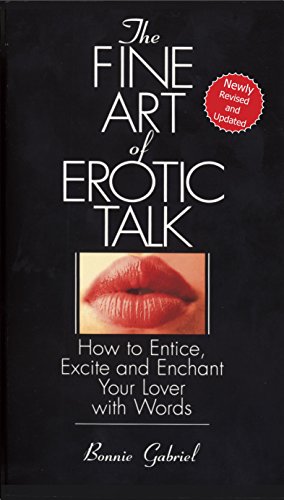 The
FINE
ART
of
EROTIC
TALK
Newly
Revised and
Updated
How to Entice,
Excite and Enchant
Your Lover
with Words
Bonnie Gabriel